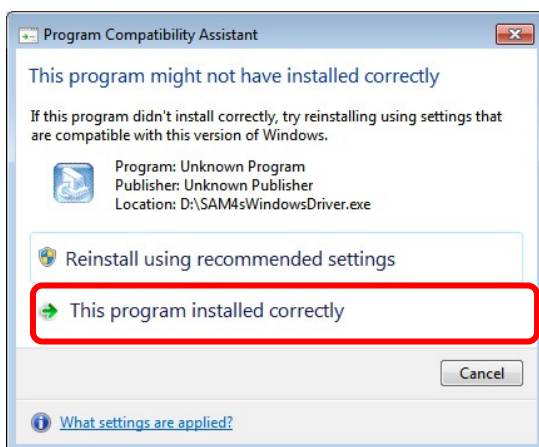 Program Compatibility Assistant
This program might not have installed correctly
If this program didn't install correctly, try reinstalling using settings that
are compatible with this version of Windows.
Program: Unknown Program
Publisher: Unknown Publisher
Location: D:\SAM4sWindowsDriver.exe
Reinstall using recommended settings
This program installed correctly
Cancel
What settings are applied?